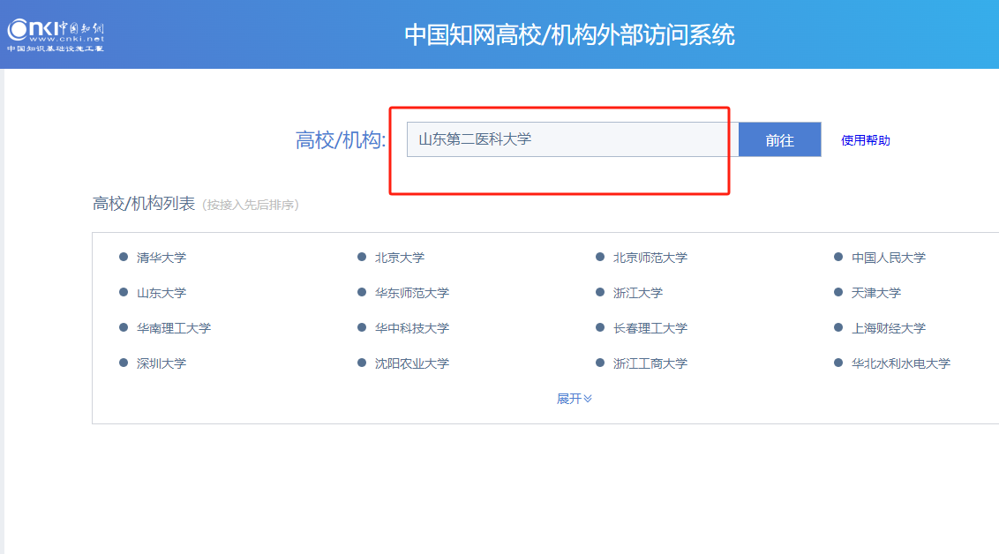 cnki中国知网
www.cnki.net
中国知识基础设施工程
中国知网高校/机构外部访问系统
高校/机构: 山东第二医科大学 前往 使用帮助
高校/机构列表 (按接入先后排序)
清华大学 北京大学 北京师范大学 中国人民大学
山东大学 华东师范大学 浙江大学 天津大学
华南理工大学 华中科技大学 长春理工大学 上海财经大学
深圳大学 沈阳农业大学 浙江工商大学 华北水利水电大学
展开